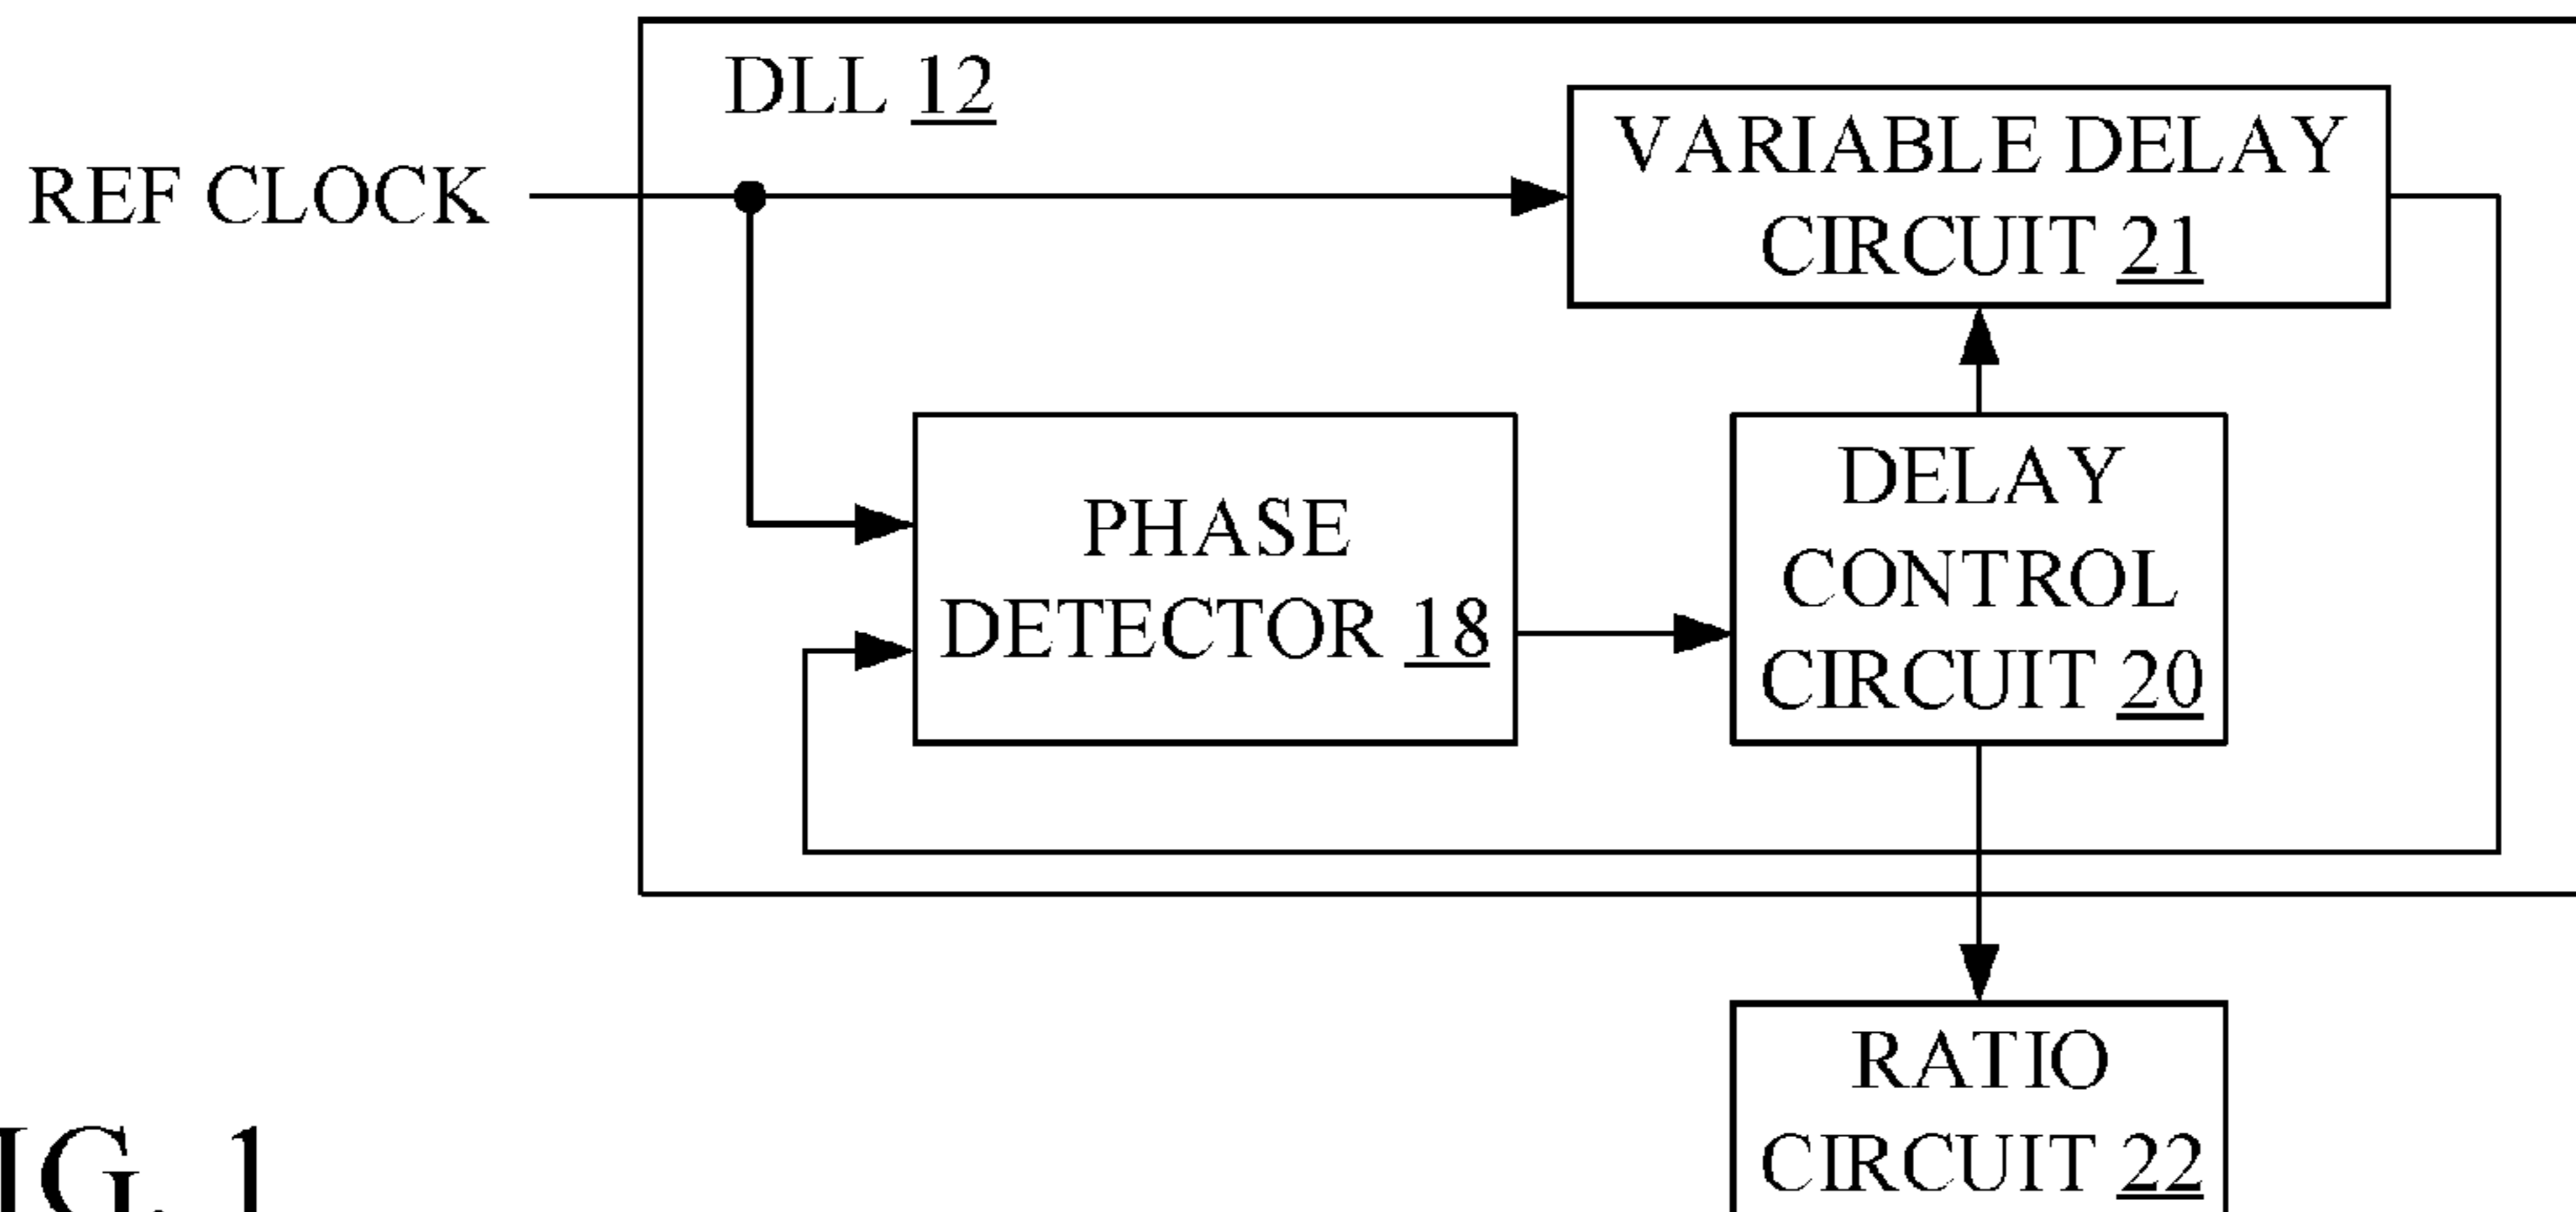 DLL 12
REF CLOCK
VARIABLE DELAY
CIRCUIT 21
PHASE
DETECTOR 18
DELAY
CONTROL
CIRCUIT 20
RATIO
CIRCUIT 22
IG. 1